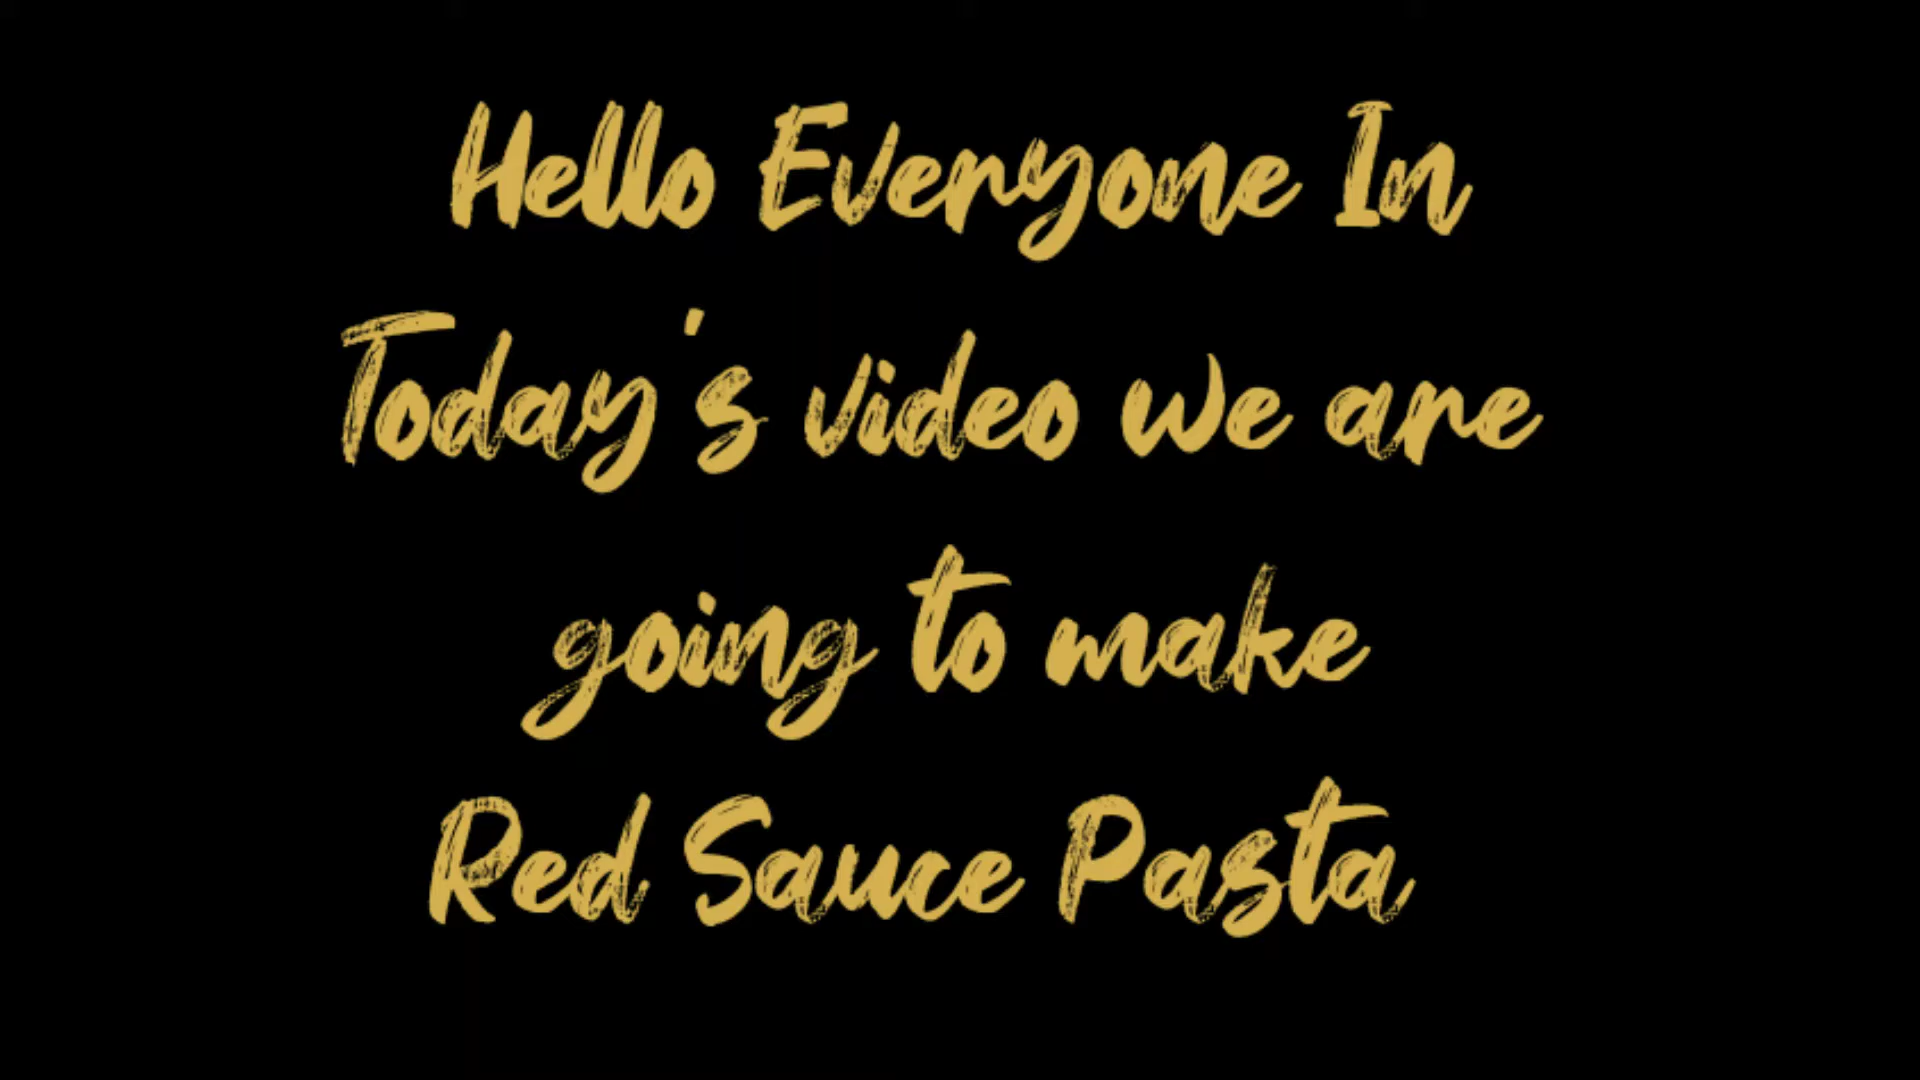 Hello Everyone In
Today's video we are
going to make
Red Sauce Pasta